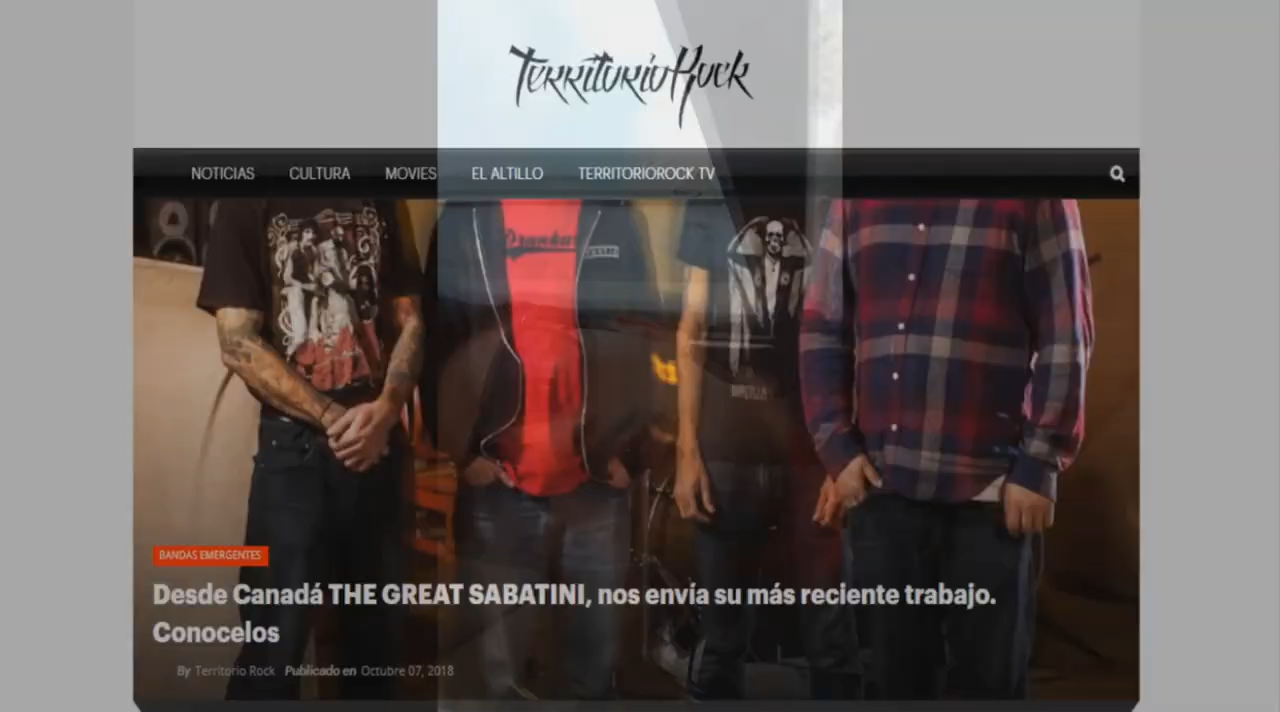 TerritorioRock
NOTICIAS CULTURA MOVIES EL ALTILLO TERRITORIOROCK TV
BANDAS EMERGENTES
Desde Canadá THE GREAT SABATINI, nos envía su más reciente trabajo.
Conocelos
By Territorio Rock Publicado en Octubre 07, 2018